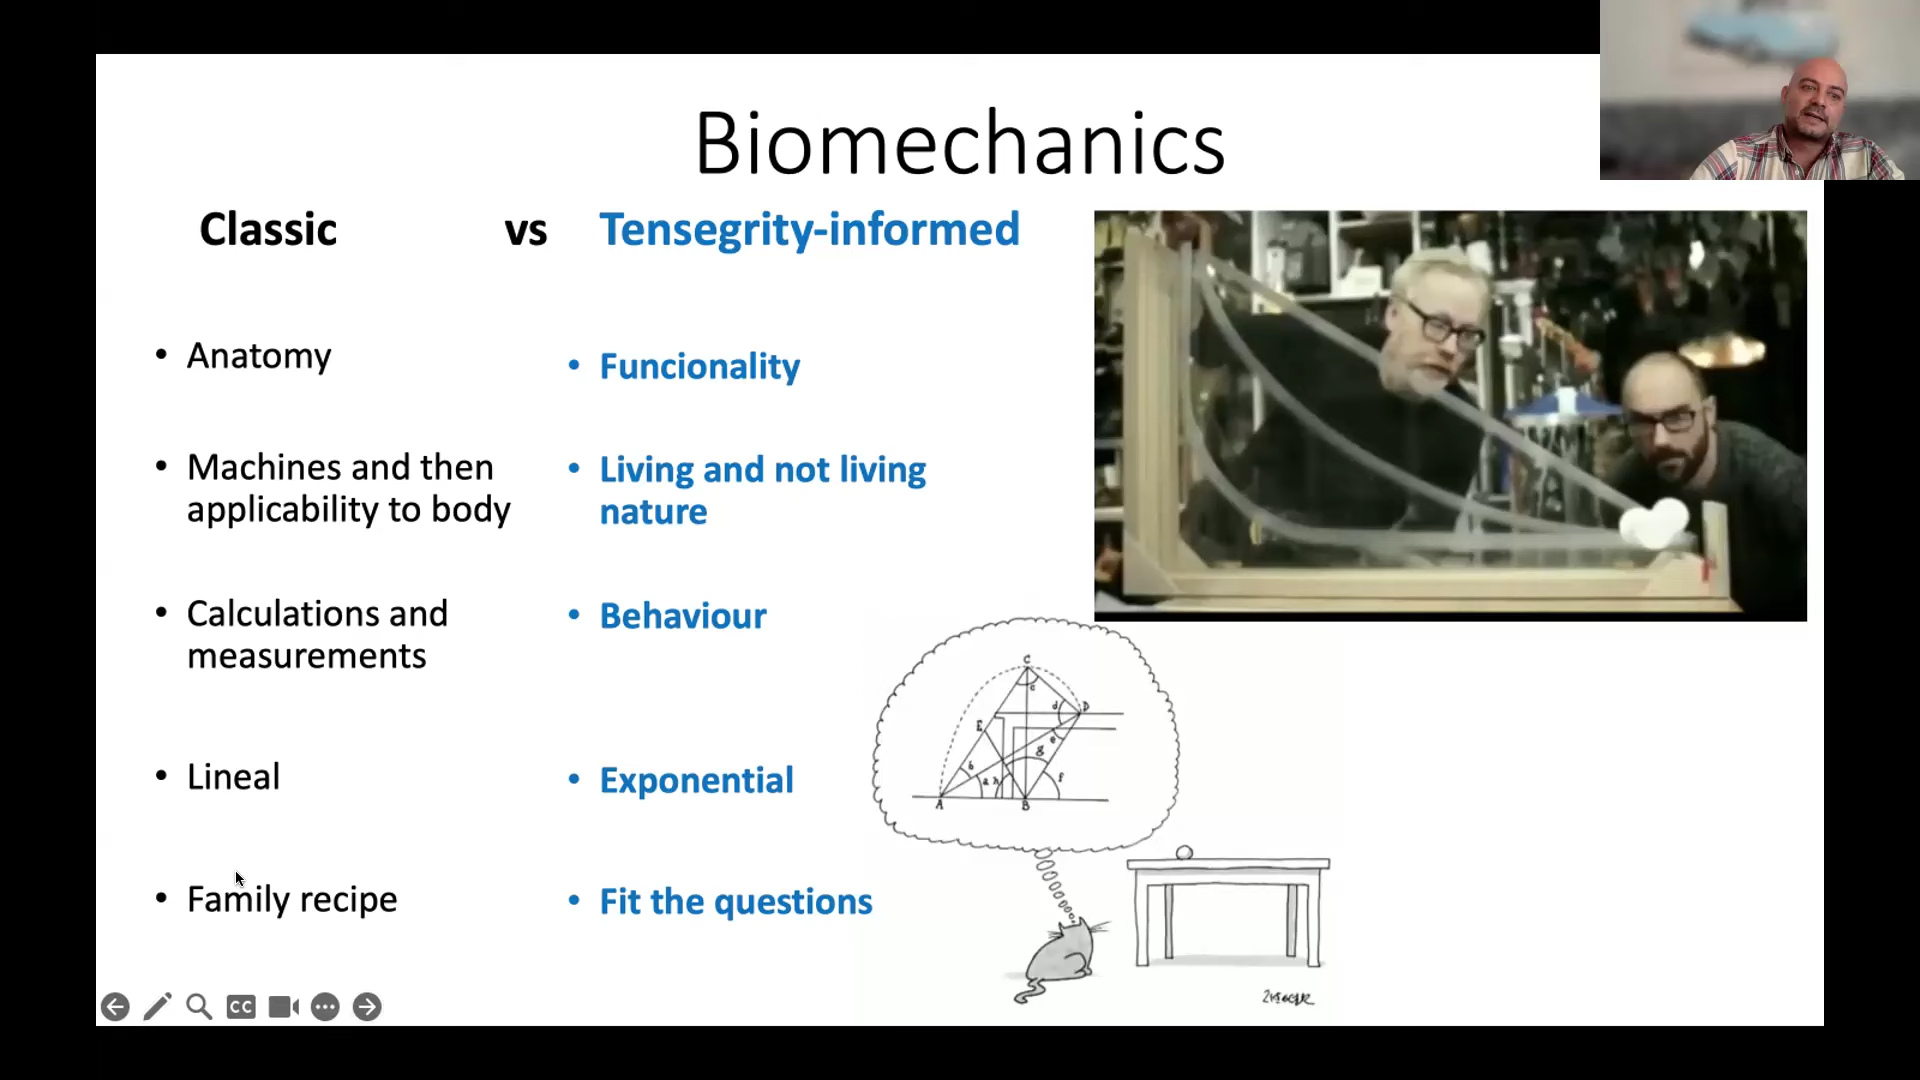 Biomechanics
Classic vs Tensegrity-informed
• Anatomy
• Machines and then
applicability to body
• Calculations and
measurements
• Lineal
• Family recipe
• Funcionality
• Living and not living
nature
• Behaviour
• Exponential
• Fit the questions
C
c
d D
E
e
g
b
a h f
A B
CC